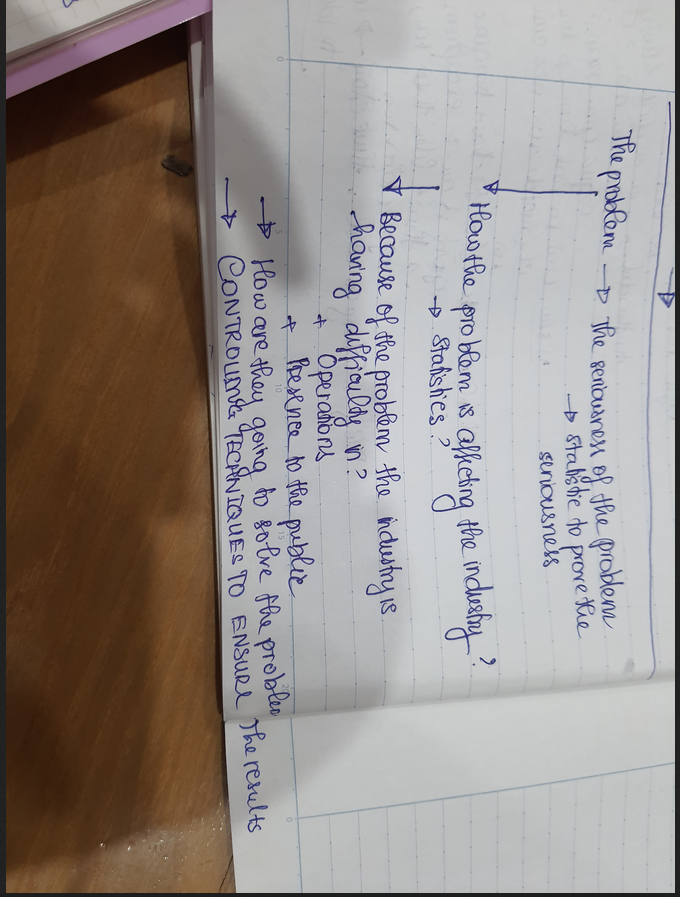 The problem → The seriousness of the problem
→ Statistic to prove the
seriousness
How the problem is affecting the industry?
→ Statistics?
Because of the problem the industry is
having difficulty in?
+ Operations
+ Presence to the public
→ How are they going to solve the problem
→ CONTROLLING TECHNIQUES TO ENSURE The results